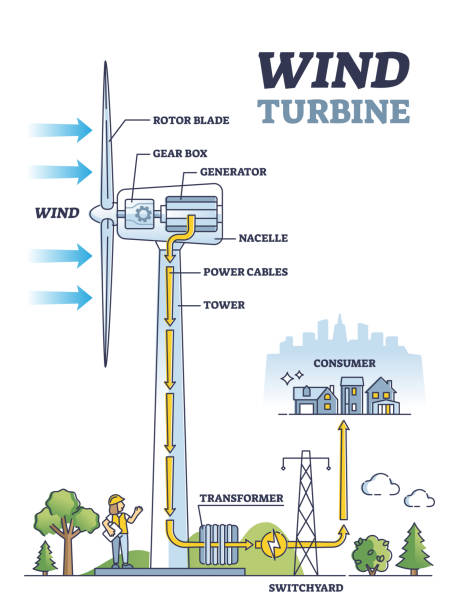 WIND
TURBINE
ROTOR BLADE
GEAR BOX
GENERATOR
WIND
NACELLE
POWER CABLES
TOWER
CONSUMER
TRANSFORMER
SWITCHYARD